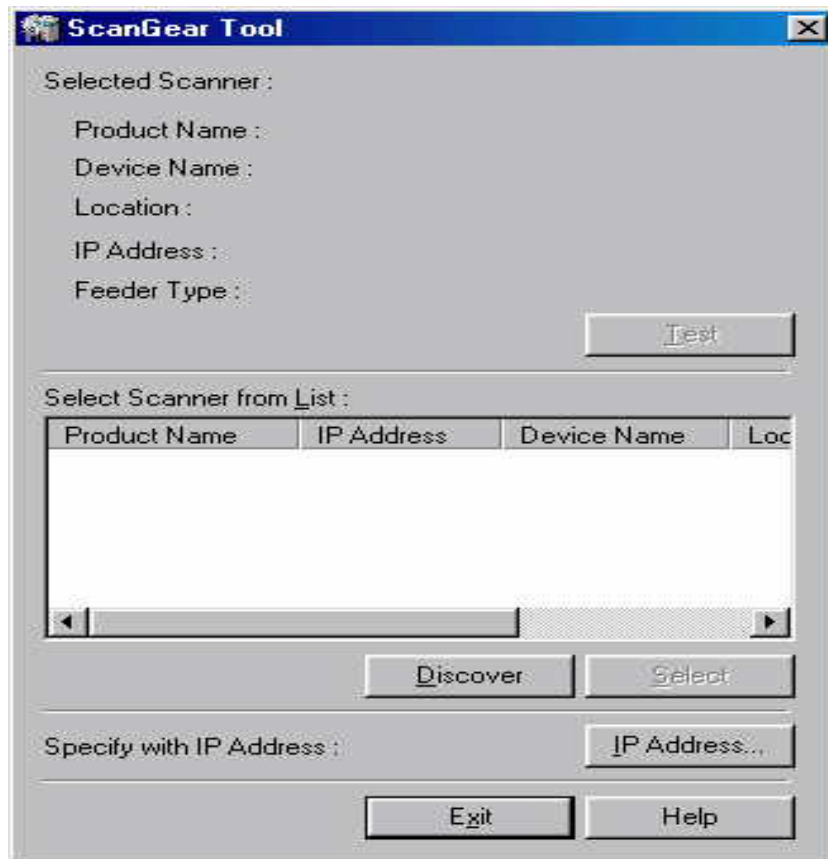 ScanGear Tool
Selected Scanner :
Product Name :
Device Name :
Location :
IP Address :
Feeder Type :
Test
Select Scanner from List :
Product Name IP Address Device Name Loc
Discover Select
Specify with IP Address : IP Address...
Exit Help